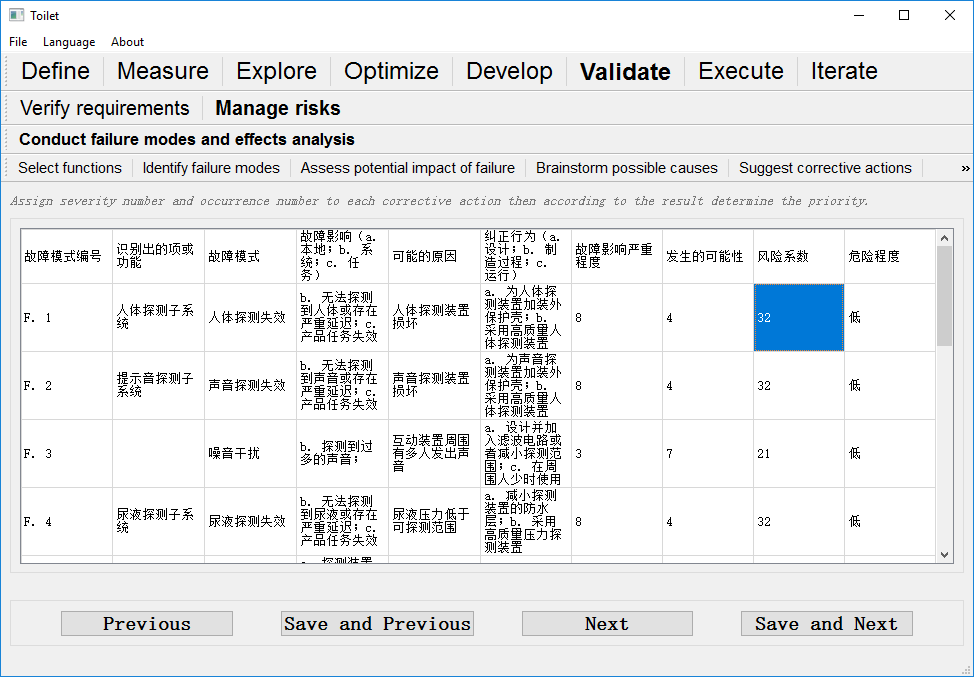 Toilet
File Language About
Define Measure Explore Optimize Develop Validate Execute Iterate
Verify requirements Manage risks
Conduct failure modes and effects analysis
Select functions Identify failure modes Assess potential impact of failure Brainstorm possible causes Suggest corrective actions »
Assign severity number and occurrence number to each corrective action then according to the result determine the priority.
故障模式编号
识别出的项或
功能
故障模式
故障影响（a.
本地；b. 系
统；c. 任
务）
可能的原因
纠正行为（a.
设计；b. 制
造过程；c.
运行）
故障影响严重
程度
发生的可能性
风险系数
危险程度
F. 1
人体探测子系
统
人体探测失效
b. 无法探测
到人体或存在
严重延迟；c.
产品任务失效
人体探测装置
损坏
a. 为人体探
测装置加装外
保护壳；b.
采用高质量人
体探测装置
8
4
32
低
F. 2
提示音探测子
系统
声音探测失效
b. 无法探测
到声音或存在
严重延迟；c.
产品任务失效
声音探测装置
损坏
a. 为声音探
测装置加装外
保护壳；b.
采用高质量人
体探测装置
8
4
32
低
F. 3
噪音干扰
b. 探测到过
多的声音；
互动装置周围
有多人发出声
音
a. 设计并加
入滤波电路或
者减小探测范
围；c. 在周
围人少时使用
3
7
21
低
F. 4
尿液探测子系
统
尿液探测失效
b. 无法探测
到尿液或存在
严重延迟；c.
产品任务失效
尿液压力低于
可探测范围
a. 减小探测
装置的防水
层；b. 采用
高质量压力探
测装置
8
4
32
低
Previous Save and Previous Next Save and Next